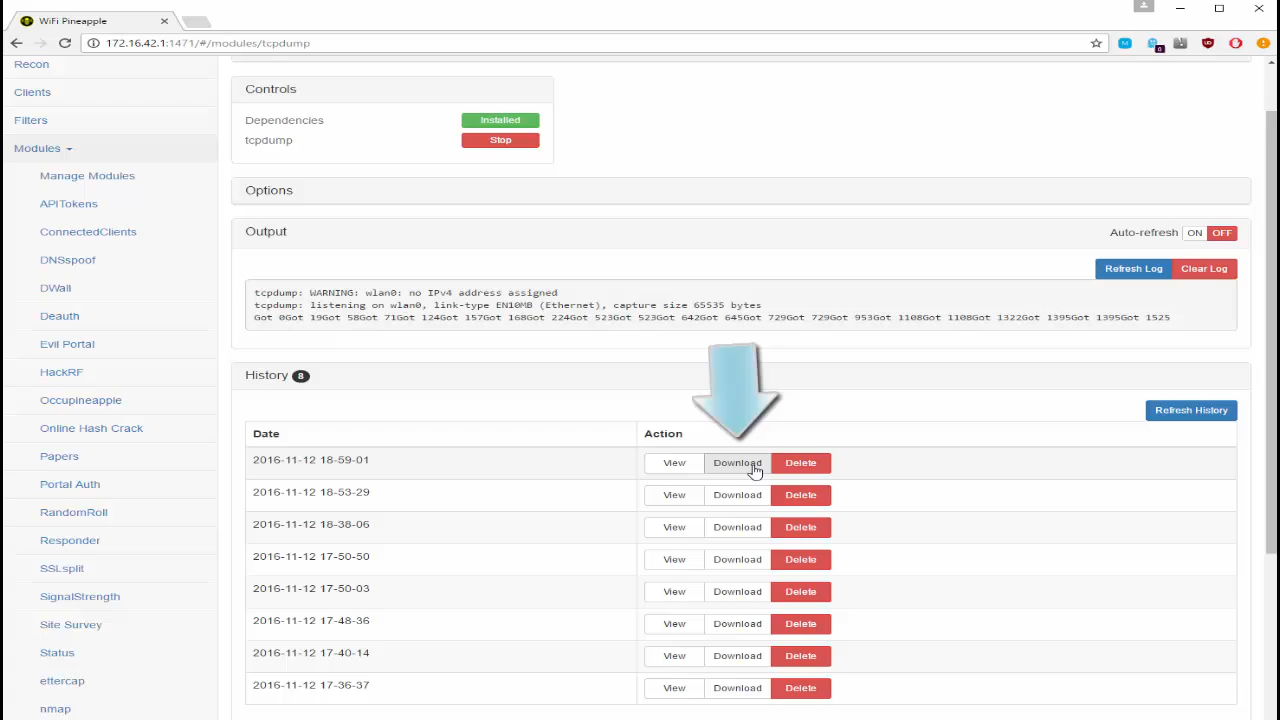 WiFi Pineapple
172.16.42.1:1471/#/modules/tcpdump
Recon
Clients
Filters
Modules
Manage Modules
APITokens
ConnectedClients
DNSspoof
DWall
Deauth
Evil Portal
HackRF
Occupineapple
Online Hash Crack
Papers
Portal Auth
RandomRoll
Responder
SSLsplit
SignalStrength
Site Survey
Status
ettercap
nmap
Controls
Dependencies Installed
tcpdump Stop
Options
Output Auto-refresh ON OFF
Refresh Log Clear Log
tcpdump: WARNING: wlan0: no IPv4 address assigned
tcpdump: listening on wlan0, link-type EN10MB (Ethernet), capture size 65535 bytes
Got 0Got 19Got 58Got 71Got 124Got 157Got 168Got 224Got 523Got 523Got 642Got 645Got 729Got 729Got 953Got 1108Got 1108Got 1322Got 1395Got 1395Got 1525
History 8
Refresh History
Date Action
2016-11-12 18-59-01 View Download Delete
2016-11-12 18-53-29 View Download Delete
2016-11-12 18-38-06 View Download Delete
2016-11-12 17-50-50 View Download Delete
2016-11-12 17-50-03 View Download Delete
2016-11-12 17-48-36 View Download Delete
2016-11-12 17-40-14 View Download Delete
2016-11-12 17-36-37 View Download Delete